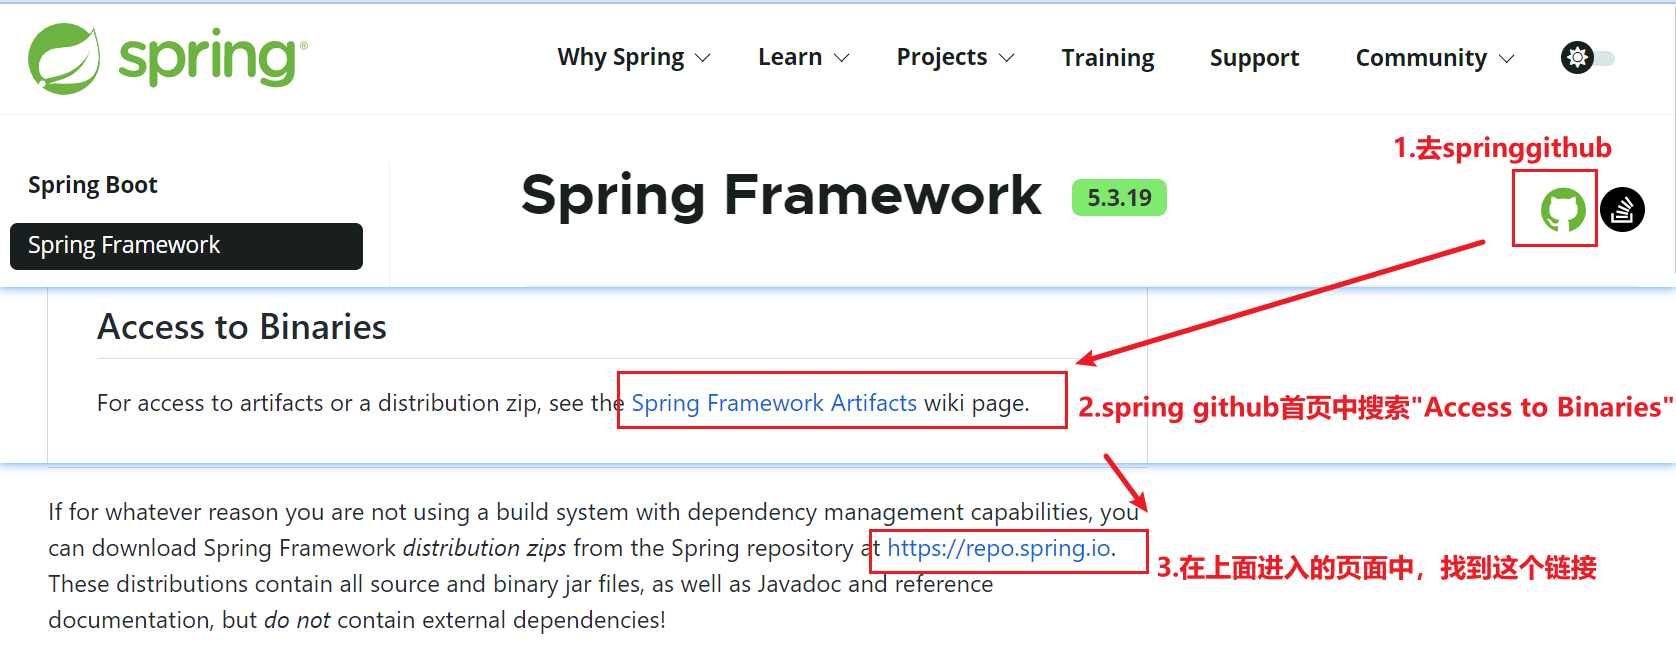 spring®
Why Spring Learn Projects Training Support Community
1.去springgithub
Spring Boot
Spring Framework 5.3.19
Spring Framework
Access to Binaries
For access to artifacts or a distribution zip, see the Spring Framework Artifacts wiki page.
2.spring github首页中搜索"Access to Binaries"
If for whatever reason you are not using a build system with dependency management capabilities, you
can download Spring Framework distribution zips from the Spring repository at https://repo.spring.io.
3.在上面进入的页面中，找到这个链接
These distributions contain all source and binary jar files, as well as Javadoc and reference
documentation, but do not contain external dependencies!